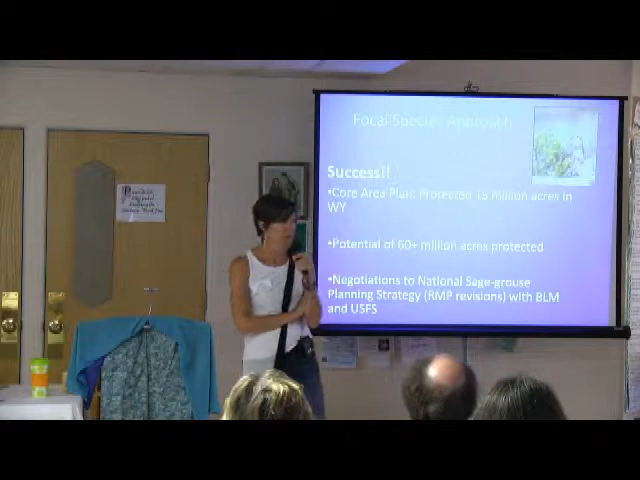 Focal Species Approach
Success!!
•Core Area Plan: Protected 15 million acres in
WY
•Potential of 60+ million acres protected
•Negotiations to National Sage-grouse
Planning Strategy (RMP revisions) with BLM
and USFS